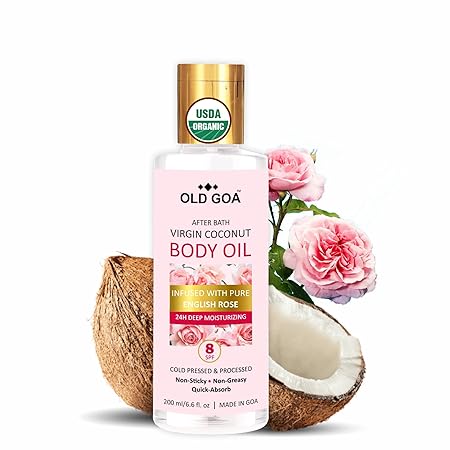 USDA
ORGANIC
OLD GOA™
AFTER BATH
VIRGIN COCONUT
BODY OIL
INFUSED WITH PURE
ENGLISH ROSE
24H DEEP MOISTURIZING
8
SPF
COLD PRESSED & PROCESSED
Non-Sticky • Non-Greasy
Quick-Absorb
200 ml/6.6 fl. oz | MADE IN GOA